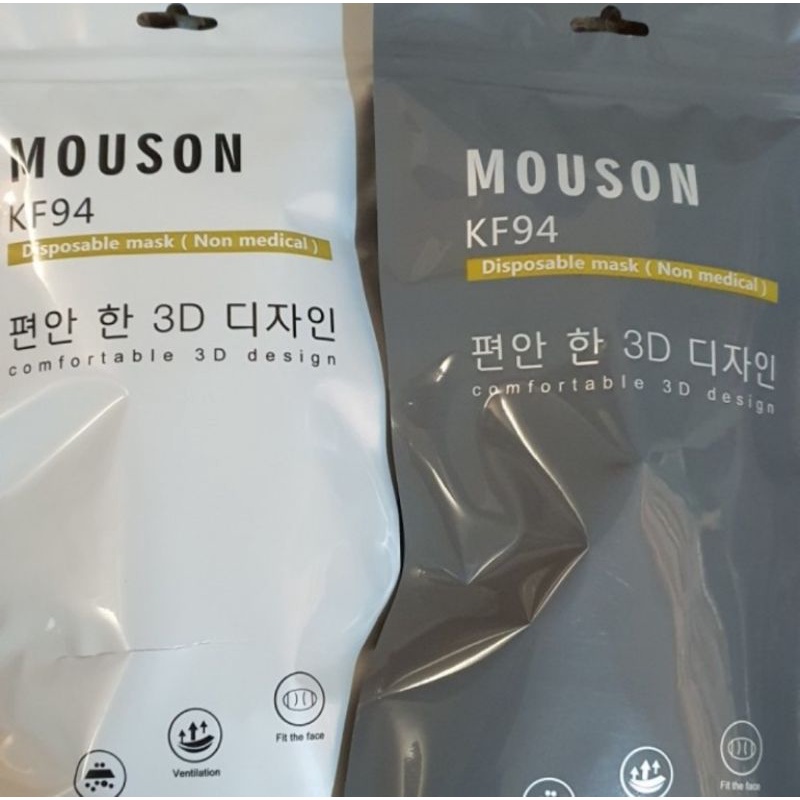 MOUSON
KF94
Disposable mask ( Non medical )
편안 한 3D 디자인
comfortable 3D design
Ventilation
Fit the face
MOUSON
KF94
Disposable mask ( Non medical )
편안 한 3D 디자인
comfortable 3D design
Fit the face